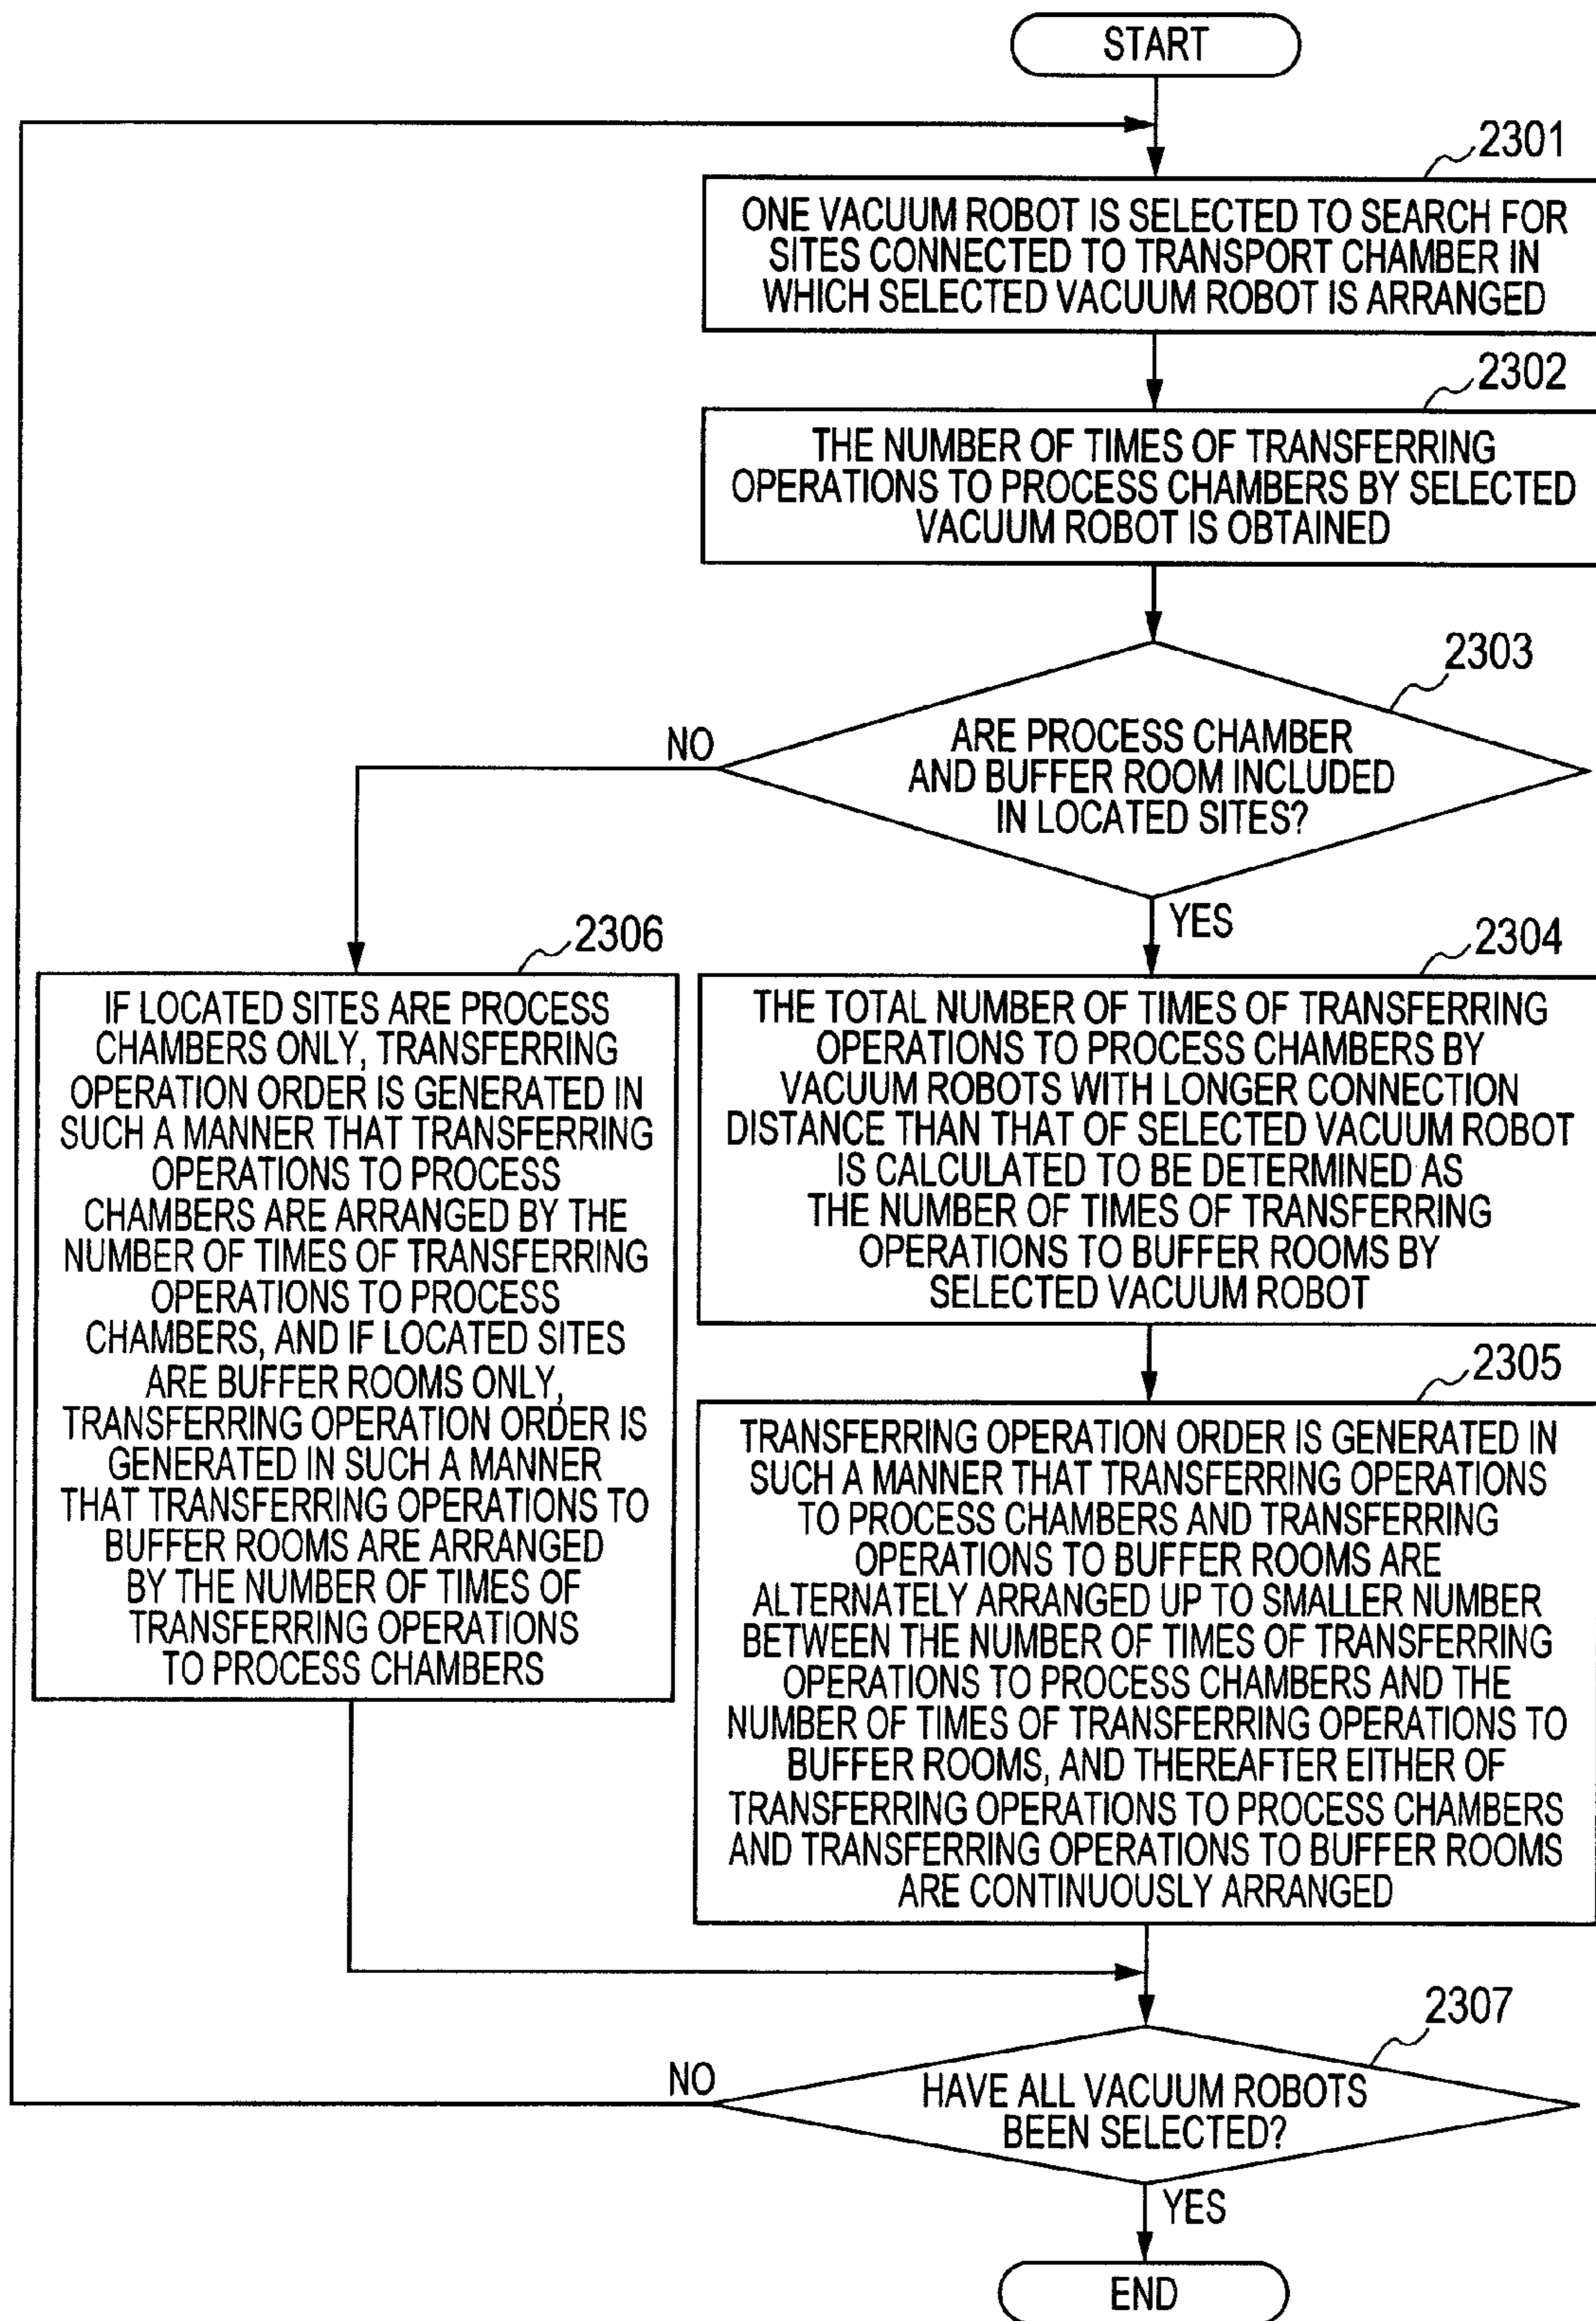 START
2301
ONE VACUUM ROBOT IS SELECTED TO SEARCH FOR
SITES CONNECTED TO TRANSPORT CHAMBER IN
WHICH SELECTED VACUUM ROBOT IS ARRANGED
2302
THE NUMBER OF TIMES OF TRANSFERRING
OPERATIONS TO PROCESS CHAMBERS BY SELECTED
VACUUM ROBOT IS OBTAINED
2303
ARE PROCESS CHAMBER
AND BUFFER ROOM INCLUDED
IN LOCATED SITES?
NO
YES
2306
IF LOCATED SITES ARE PROCESS
CHAMBERS ONLY, TRANSFERRING
OPERATION ORDER IS GENERATED IN
SUCH A MANNER THAT TRANSFERRING
OPERATIONS TO PROCESS
CHAMBERS ARE ARRANGED BY THE
NUMBER OF TIMES OF TRANSFERRING
OPERATIONS TO PROCESS
CHAMBERS, AND IF LOCATED SITES
ARE BUFFER ROOMS ONLY,
TRANSFERRING OPERATION ORDER IS
GENERATED IN SUCH A MANNER
THAT TRANSFERRING OPERATIONS TO
BUFFER ROOMS ARE ARRANGED
BY THE NUMBER OF TIMES OF
TRANSFERRING OPERATIONS
TO PROCESS CHAMBERS
2304
THE TOTAL NUMBER OF TIMES OF TRANSFERRING
OPERATIONS TO PROCESS CHAMBERS BY
VACUUM ROBOTS WITH LONGER CONNECTION
DISTANCE THAN THAT OF SELECTED VACUUM ROBOT
IS CALCULATED TO BE DETERMINED AS
THE NUMBER OF TIMES OF TRANSFERRING
OPERATIONS TO BUFFER ROOMS BY
SELECTED VACUUM ROBOT
2305
TRANSFERRING OPERATION ORDER IS GENERATED IN
SUCH A MANNER THAT TRANSFERRING OPERATIONS
TO PROCESS CHAMBERS AND TRANSFERRING
OPERATIONS TO BUFFER ROOMS ARE
ALTERNATELY ARRANGED UP TO SMALLER NUMBER
BETWEEN THE NUMBER OF TIMES OF TRANSFERRING
OPERATIONS TO PROCESS CHAMBERS AND THE
NUMBER OF TIMES OF TRANSFERRING OPERATIONS TO
BUFFER ROOMS, AND THEREAFTER EITHER OF
TRANSFERRING OPERATIONS TO PROCESS CHAMBERS
AND TRANSFERRING OPERATIONS TO BUFFER ROOMS
ARE CONTINUOUSLY ARRANGED
2307
HAVE ALL VACUUM ROBOTS
BEEN SELECTED?
NO
YES
END